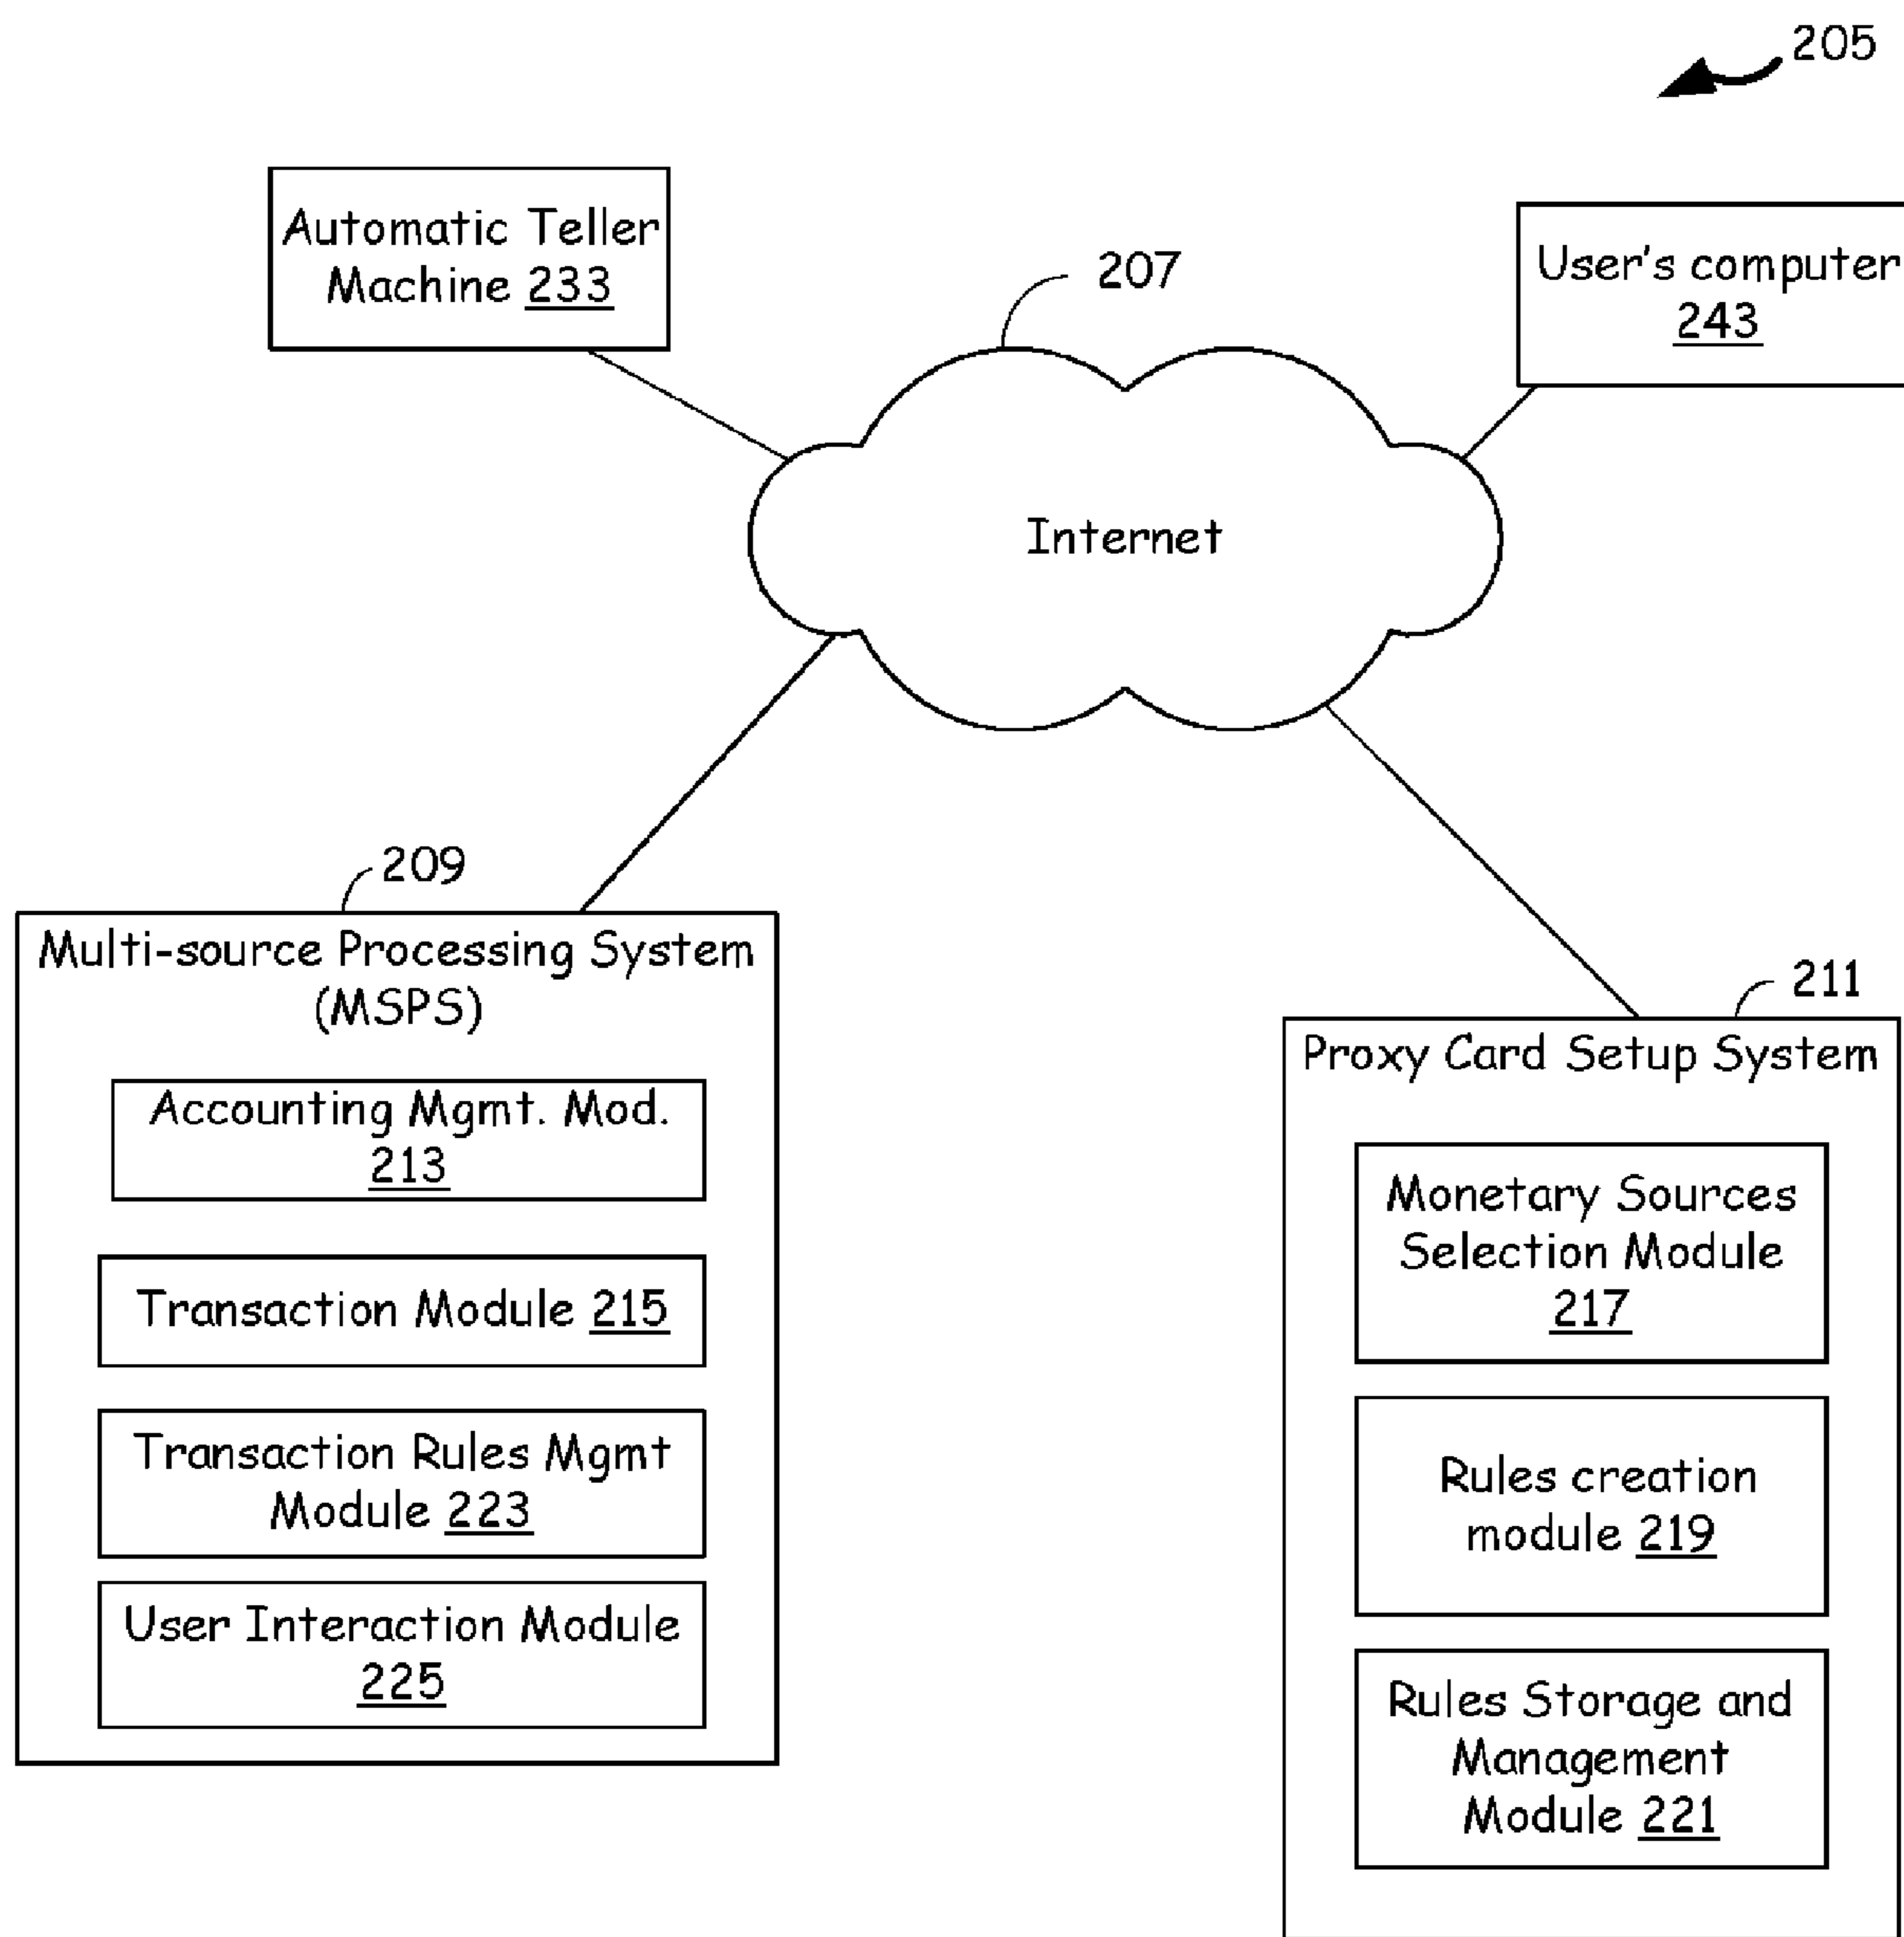 205
Automatic Teller
Machine 233
207
User's computer
243
Internet
209
Multi-source Processing System
(MSPS)
Accounting Mgmt. Mod.
213
Transaction Module 215
Transaction Rules Mgmt
Module 223
User Interaction Module
225
211
Proxy Card Setup System
Monetary Sources
Selection Module
217
Rules creation
module 219
Rules Storage and
Management
Module 221